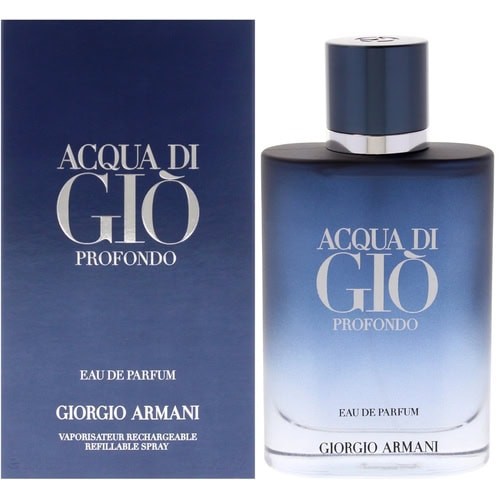 ACQUA DI
GIÒ
PROFONDO
EAU DE PARFUM
GIORGIO ARMANI
VAPORISATEUR RECHARGEABLE
REFILLABLE SPRAY
ACQUA DI
GIÒ
PROFONDO
EAU DE PARFUM
GIORGIO ARMANI